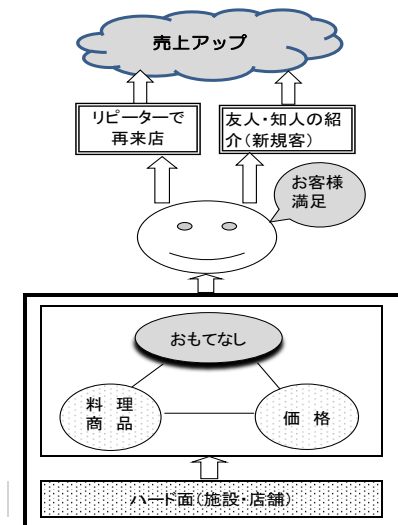 売上アップ
リピーターで
再来店
友人・知人の紹
介(新規客)
お客様
満足
おもてなし
料 理
商 品
価 格
ハード面(施設・店舗)